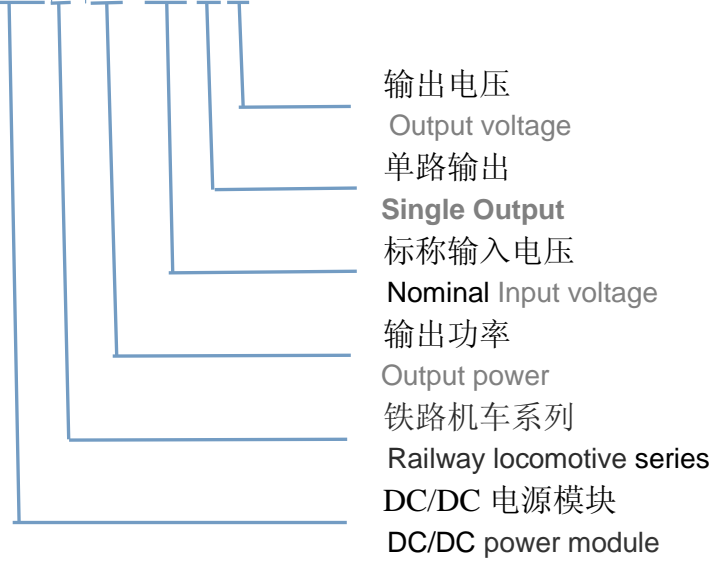 输出电压
Output voltage
单路输出
Single Output
标称输入电压
Nominal Input voltage
输出功率
Output power
铁路机车系列
Railway locomotive series
DC/DC 电源模块
DC/DC power module